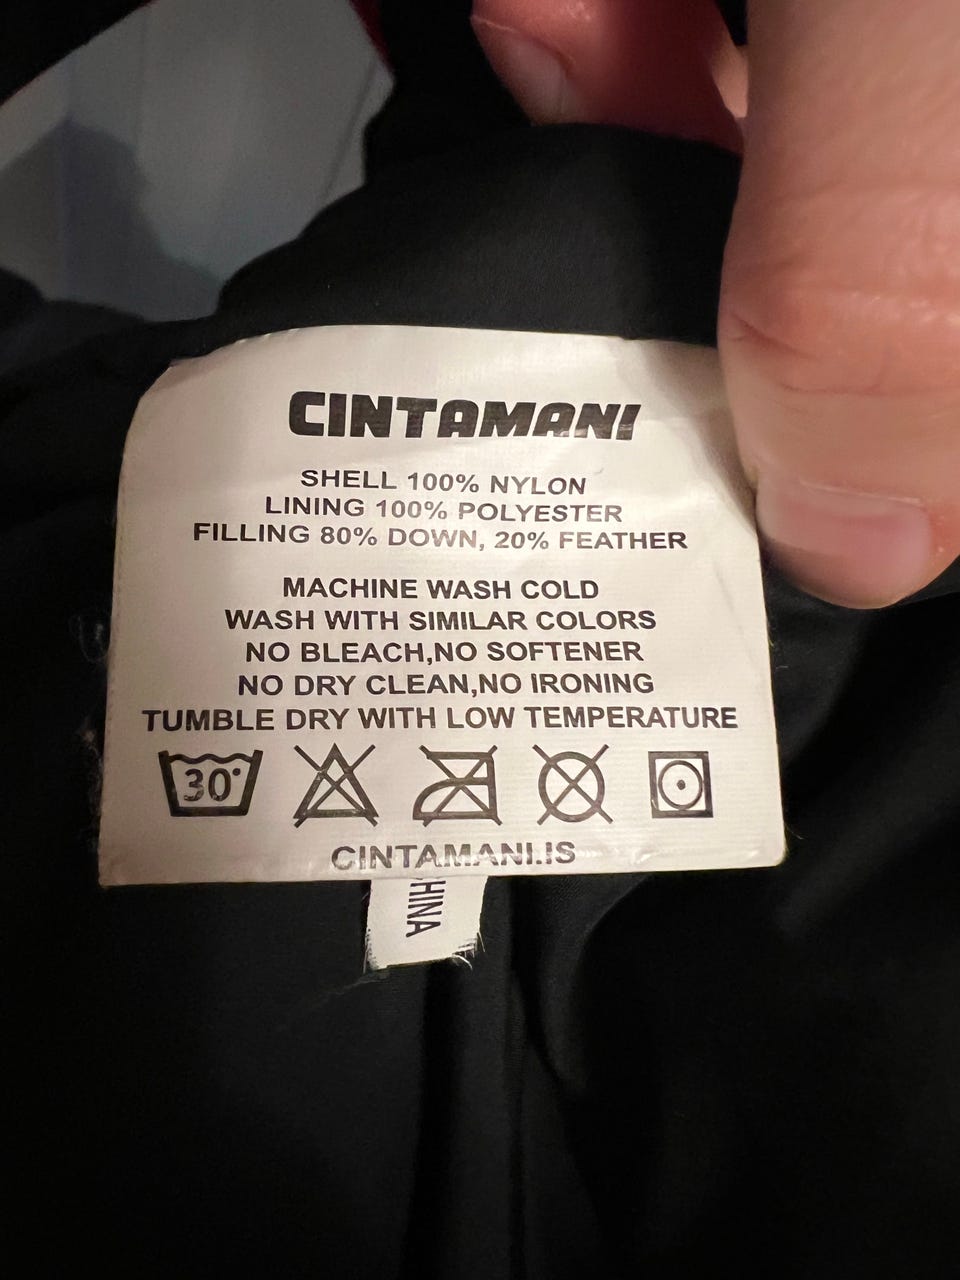 CINTAMANI
SHELL 100% NYLON
LINING 100% POLYESTER
FILLING 80% DOWN, 20% FEATHER
MACHINE WASH COLD
WASH WITH SIMILAR COLORS
NO BLEACH,NO SOFTENER
NO DRY CLEAN,NO IRONING
TUMBLE DRY WITH LOW TEMPERATURE
30°
CINTAMANI.IS
CHINA